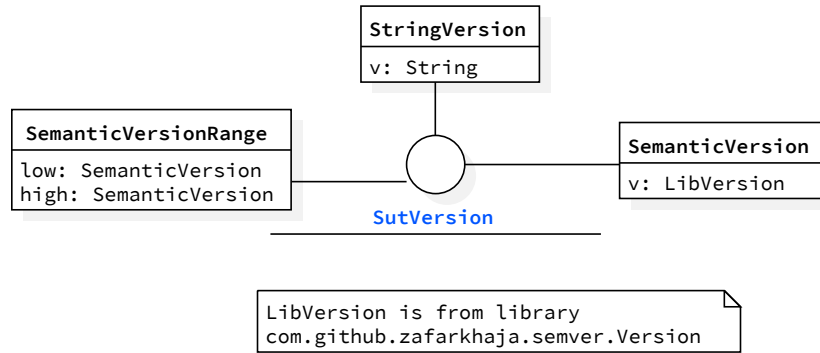 StringVersion
v: String
SemanticVersionRange
low: SemanticVersion
high: SemanticVersion
SemanticVersion
v: LibVersion
SutVersion
LibVersion is from library
com.github.zafarkhaja.semver.Version